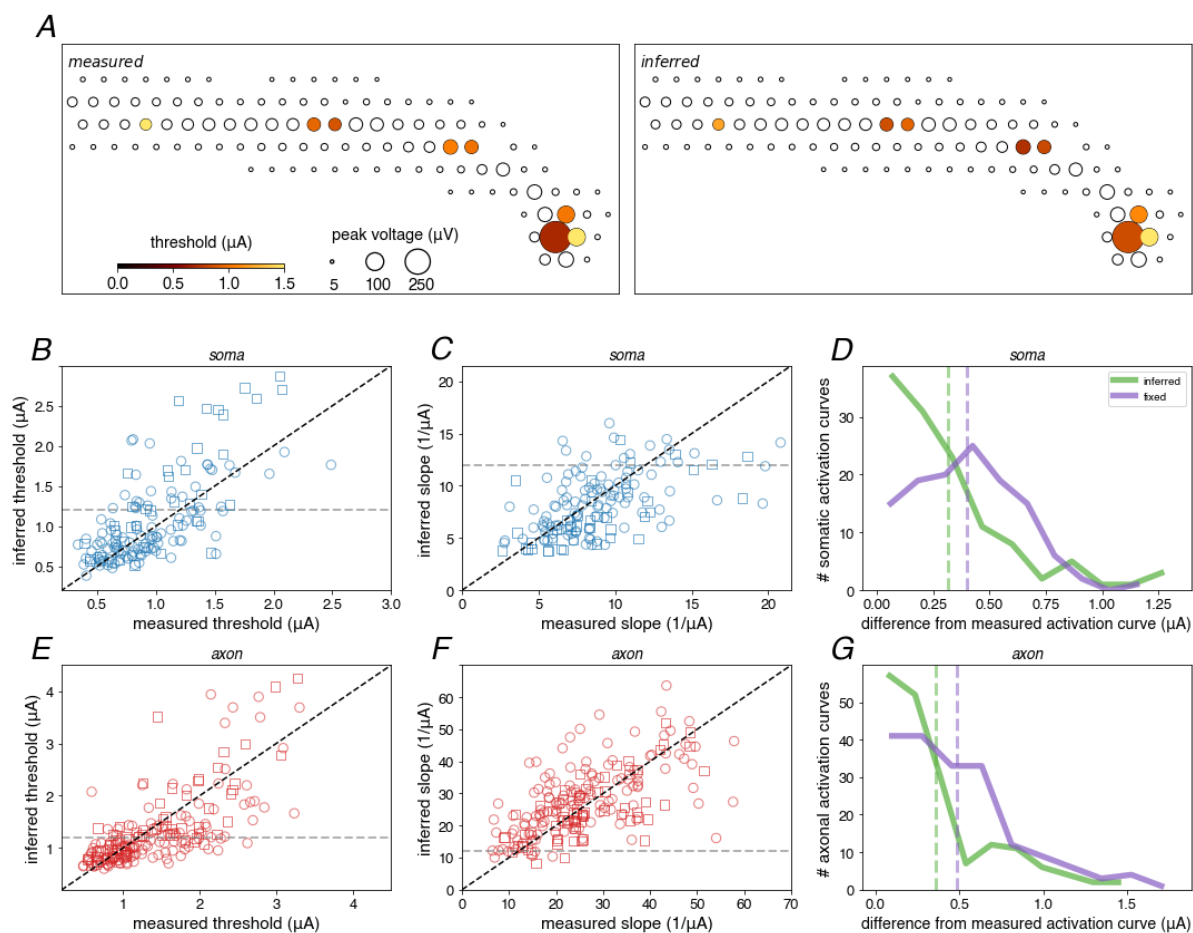 A
measured
inferred
threshold (µA)
peak voltage (µV)
0.0 0.5 1.0 1.5
5 100 250
B
soma
inferred threshold (µA)
2.5
2.0
1.5
1.0
0.5
0.5 1.0 1.5 2.0 2.5 3.0
measured threshold (µA)
C
soma
inferred slope (1/µA)
20
15
10
5
0
0 5 10 15 20
measured slope (1/µA)
D
soma
inferred
fixed
# somatic activation curves
30
20
10
0
0.00 0.25 0.50 0.75 1.00 1.25
difference from measured activation curve (µA)
E
axon
inferred threshold (µA)
4
3
2
1
1 2 3 4
measured threshold (µA)
F
axon
inferred slope (1/µA)
60
50
40
30
20
10
0
0 10 20 30 40 50 60 70
measured slope (1/µA)
G
axon
# axonal activation curves
50
40
30
20
10
0
0.0 0.5 1.0 1.5
difference from measured activation curve (µA)